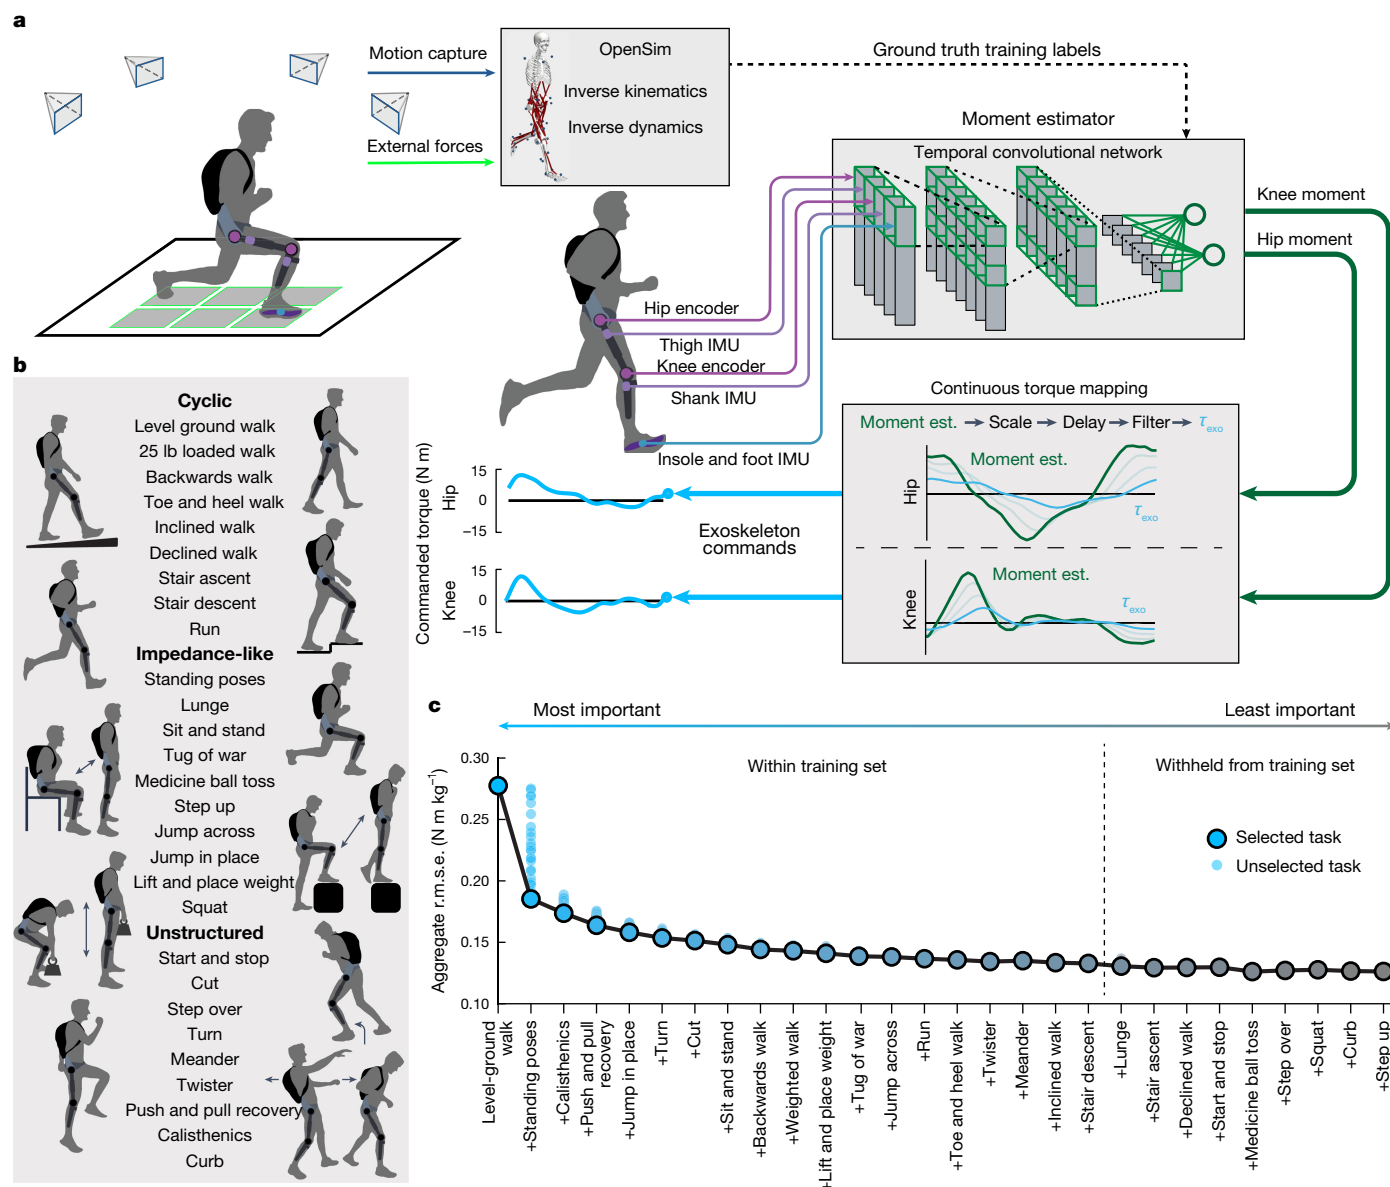 a
Motion capture
External forces
OpenSim
Inverse kinematics
Inverse dynamics
Ground truth training labels
Moment estimator
Temporal convolutional network
Knee moment
Hip moment
Hip encoder
Thigh IMU
Knee encoder
Shank IMU
Insole and foot IMU
Continuous torque mapping
Moment est. Scale Delay Filter τexo
Moment est.
Hip
τexo
Moment est.
Knee
τexo
Exoskeleton
commands
Commanded torque (N m)
Hip
15
0
−15
Knee
15
0
−15
b
Cyclic
Level ground walk
25 lb loaded walk
Backwards walk
Toe and heel walk
Inclined walk
Declined walk
Stair ascent
Stair descent
Run
Impedance-like
Standing poses
Lunge
Sit and stand
Tug of war
Medicine ball toss
Step up
Jump across
Jump in place
Lift and place weight
Squat
Unstructured
Start and stop
Cut
Step over
Turn
Meander
Twister
Push and pull recovery
Calisthenics
Curb
c
Most important
Least important
Within training set
Withheld from training set
Selected task
Unselected task
Aggregate r.m.s.e. (N m kg−1)
0.30
0.25
0.20
0.15
0.10
Level-ground
walk
+Standing poses
+Calisthenics
+Push and pull
recovery
+Jump in place
+Turn
+Cut
+Sit and stand
+Backwards walk
+Weighted walk
+Lift and place weight
+Tug of war
+Jump across
+Run
+Toe and heel walk
+Twister
+Meander
+Inclined walk
+Stair descent
+Lunge
+Stair ascent
+Declined walk
+Start and stop
+Medicine ball toss
+Step over
+Squat
+Curb
+Step up